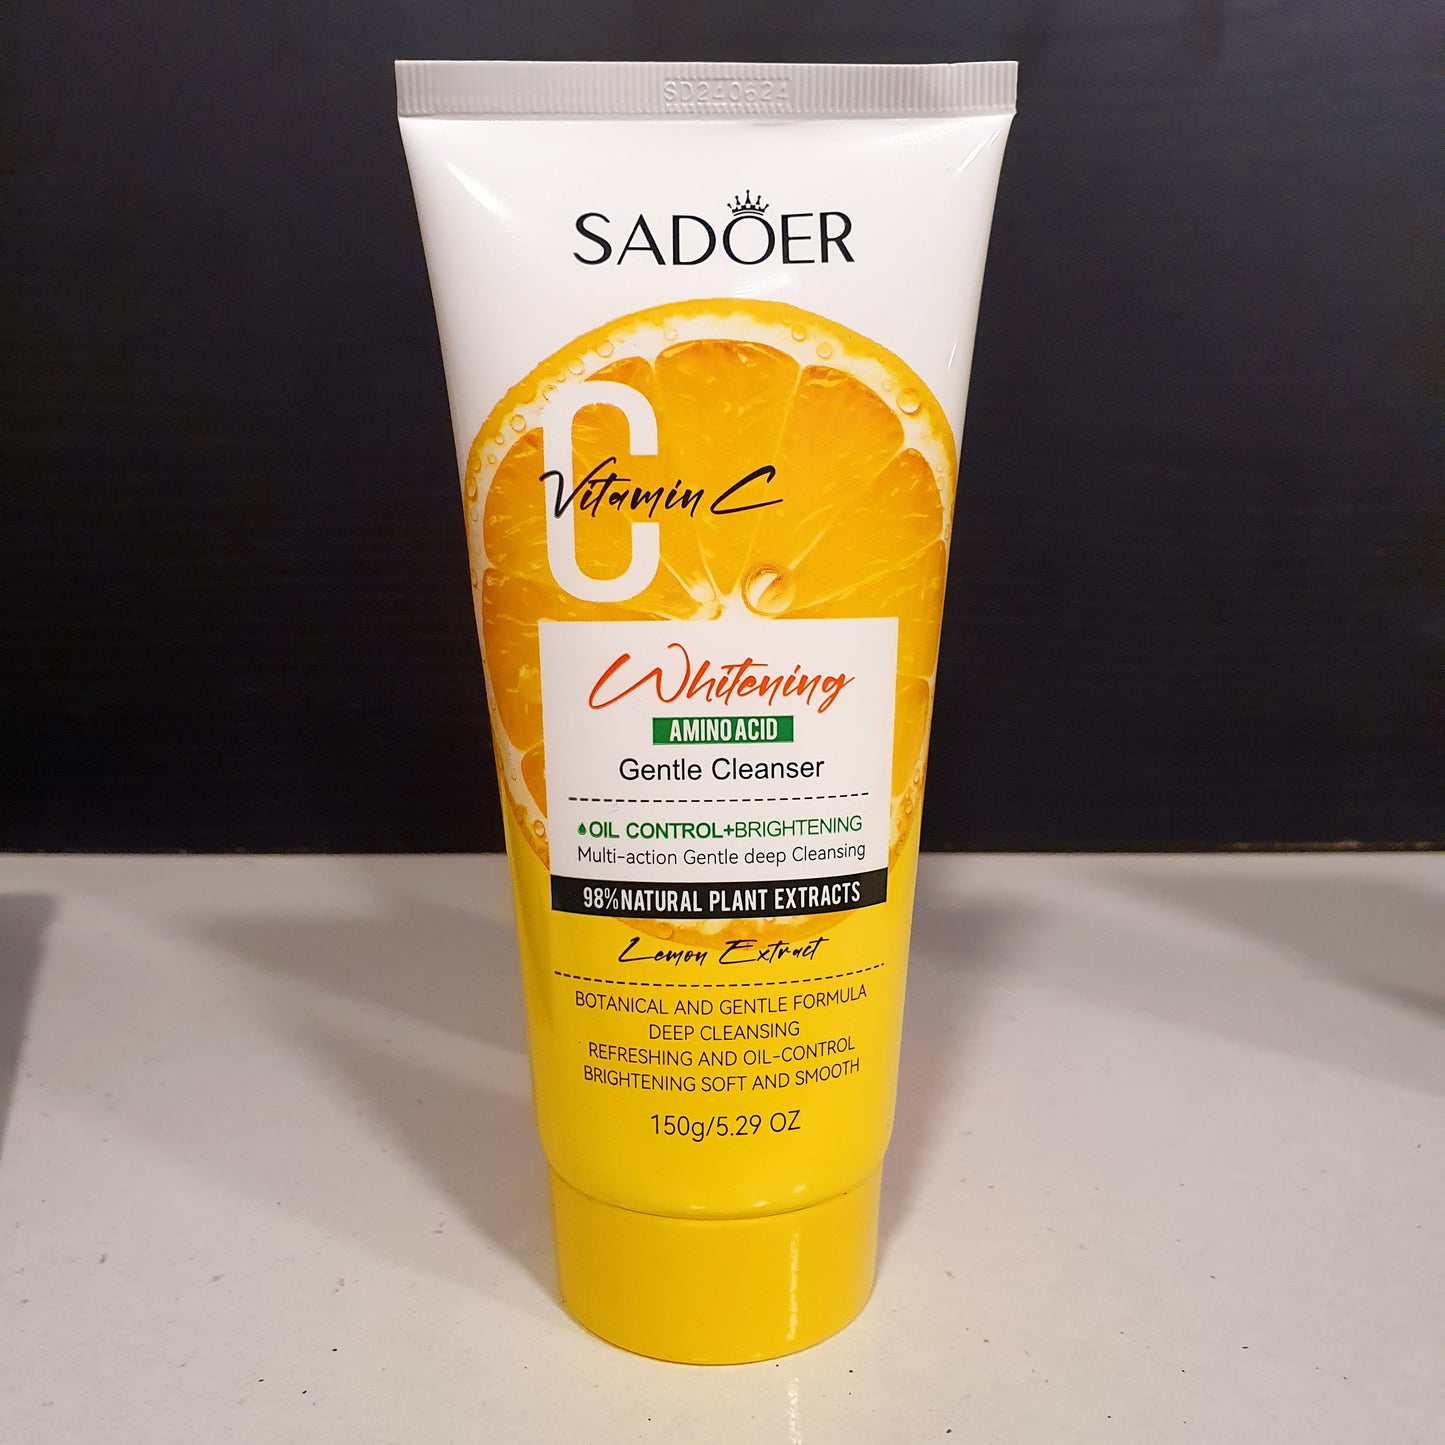 SD240624
SADOER
C
Vitamin C
Whitening
AMINO ACID
Gentle Cleanser
OIL CONTROL+BRIGHTENING
Multi-action Gentle deep Cleansing
98%NATURAL PLANT EXTRACTS
Lemon Extract
BOTANICAL AND GENTLE FORMULA
DEEP CLEANSING
REFRESHING AND OIL-CONTROL
BRIGHTENING SOFT AND SMOOTH
150g/5.29 OZ